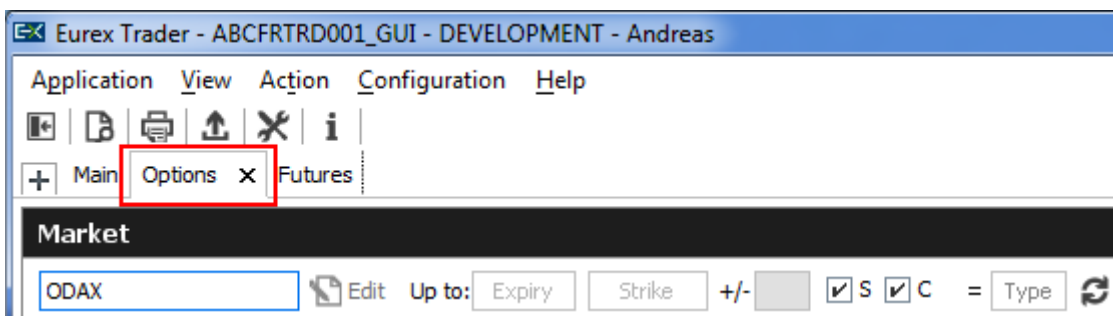 EX Eurex Trader - ABCFRTRD001_GUI - DEVELOPMENT - Andreas
Application View Action Configuration Help
i
+ Main Options × Futures
Market
ODAX Edit Up to: Expiry Strike +/- S C = Type